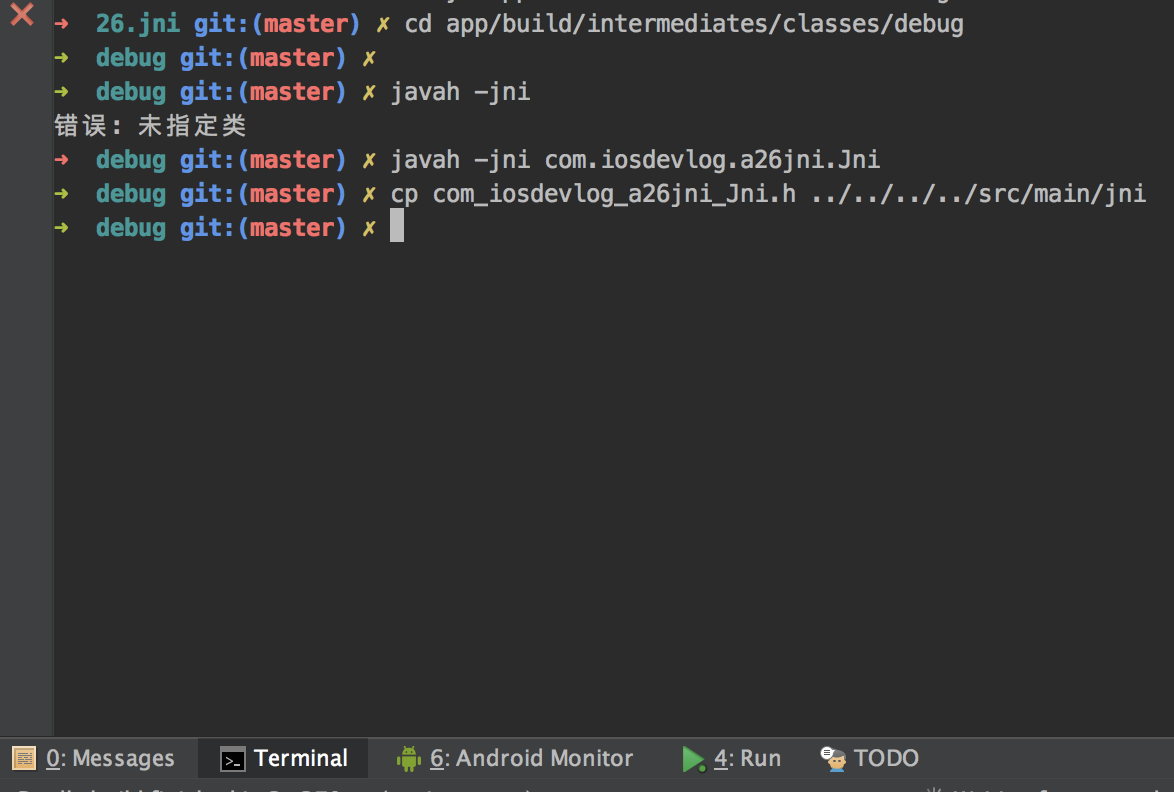 ➜ 26.jni git:(master) ✗ cd app/build/intermediates/classes/debug
➜ debug git:(master) ✗
➜ debug git:(master) ✗ javah -jni
错误: 未指定类
➜ debug git:(master) ✗ javah -jni com.iosdevlog.a26jni.Jni
➜ debug git:(master) ✗ cp com_iosdevlog_a26jni_Jni.h ../../../../src/main/jni
➜ debug git:(master) ✗
0: Messages Terminal 6: Android Monitor 4: Run TODO